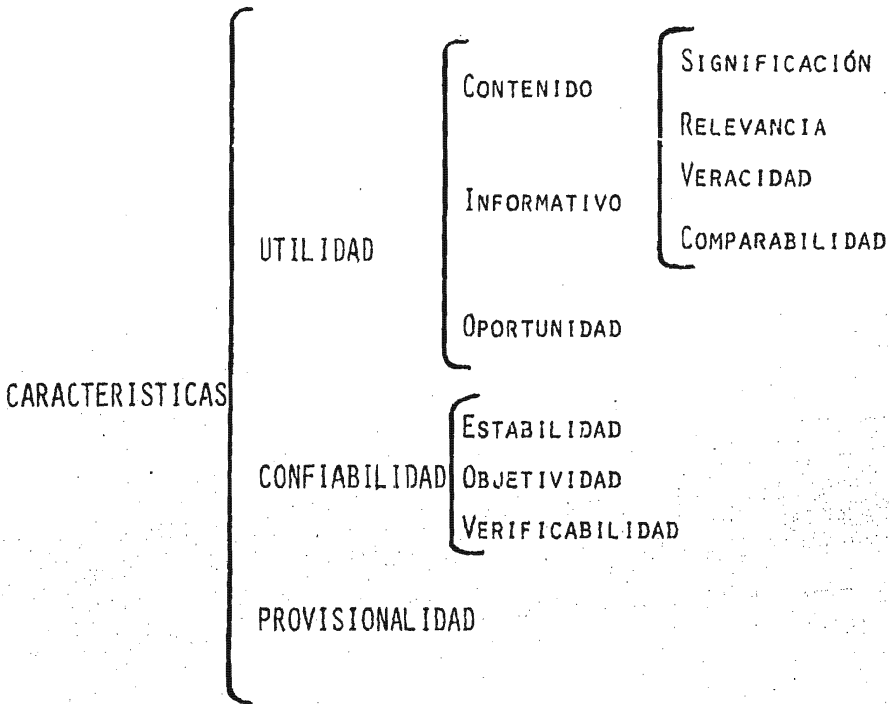 CARACTERISTICAS
UTILIDAD
CONTENIDO
INFORMATIVO
SIGNIFICACIÓN
RELEVANCIA
VERACIDAD
COMPARABILIDAD
OPORTUNIDAD
CONFIABILIDAD
ESTABILIDAD
OBJETIVIDAD
VERIFICABILIDAD
PROVISIONALIDAD